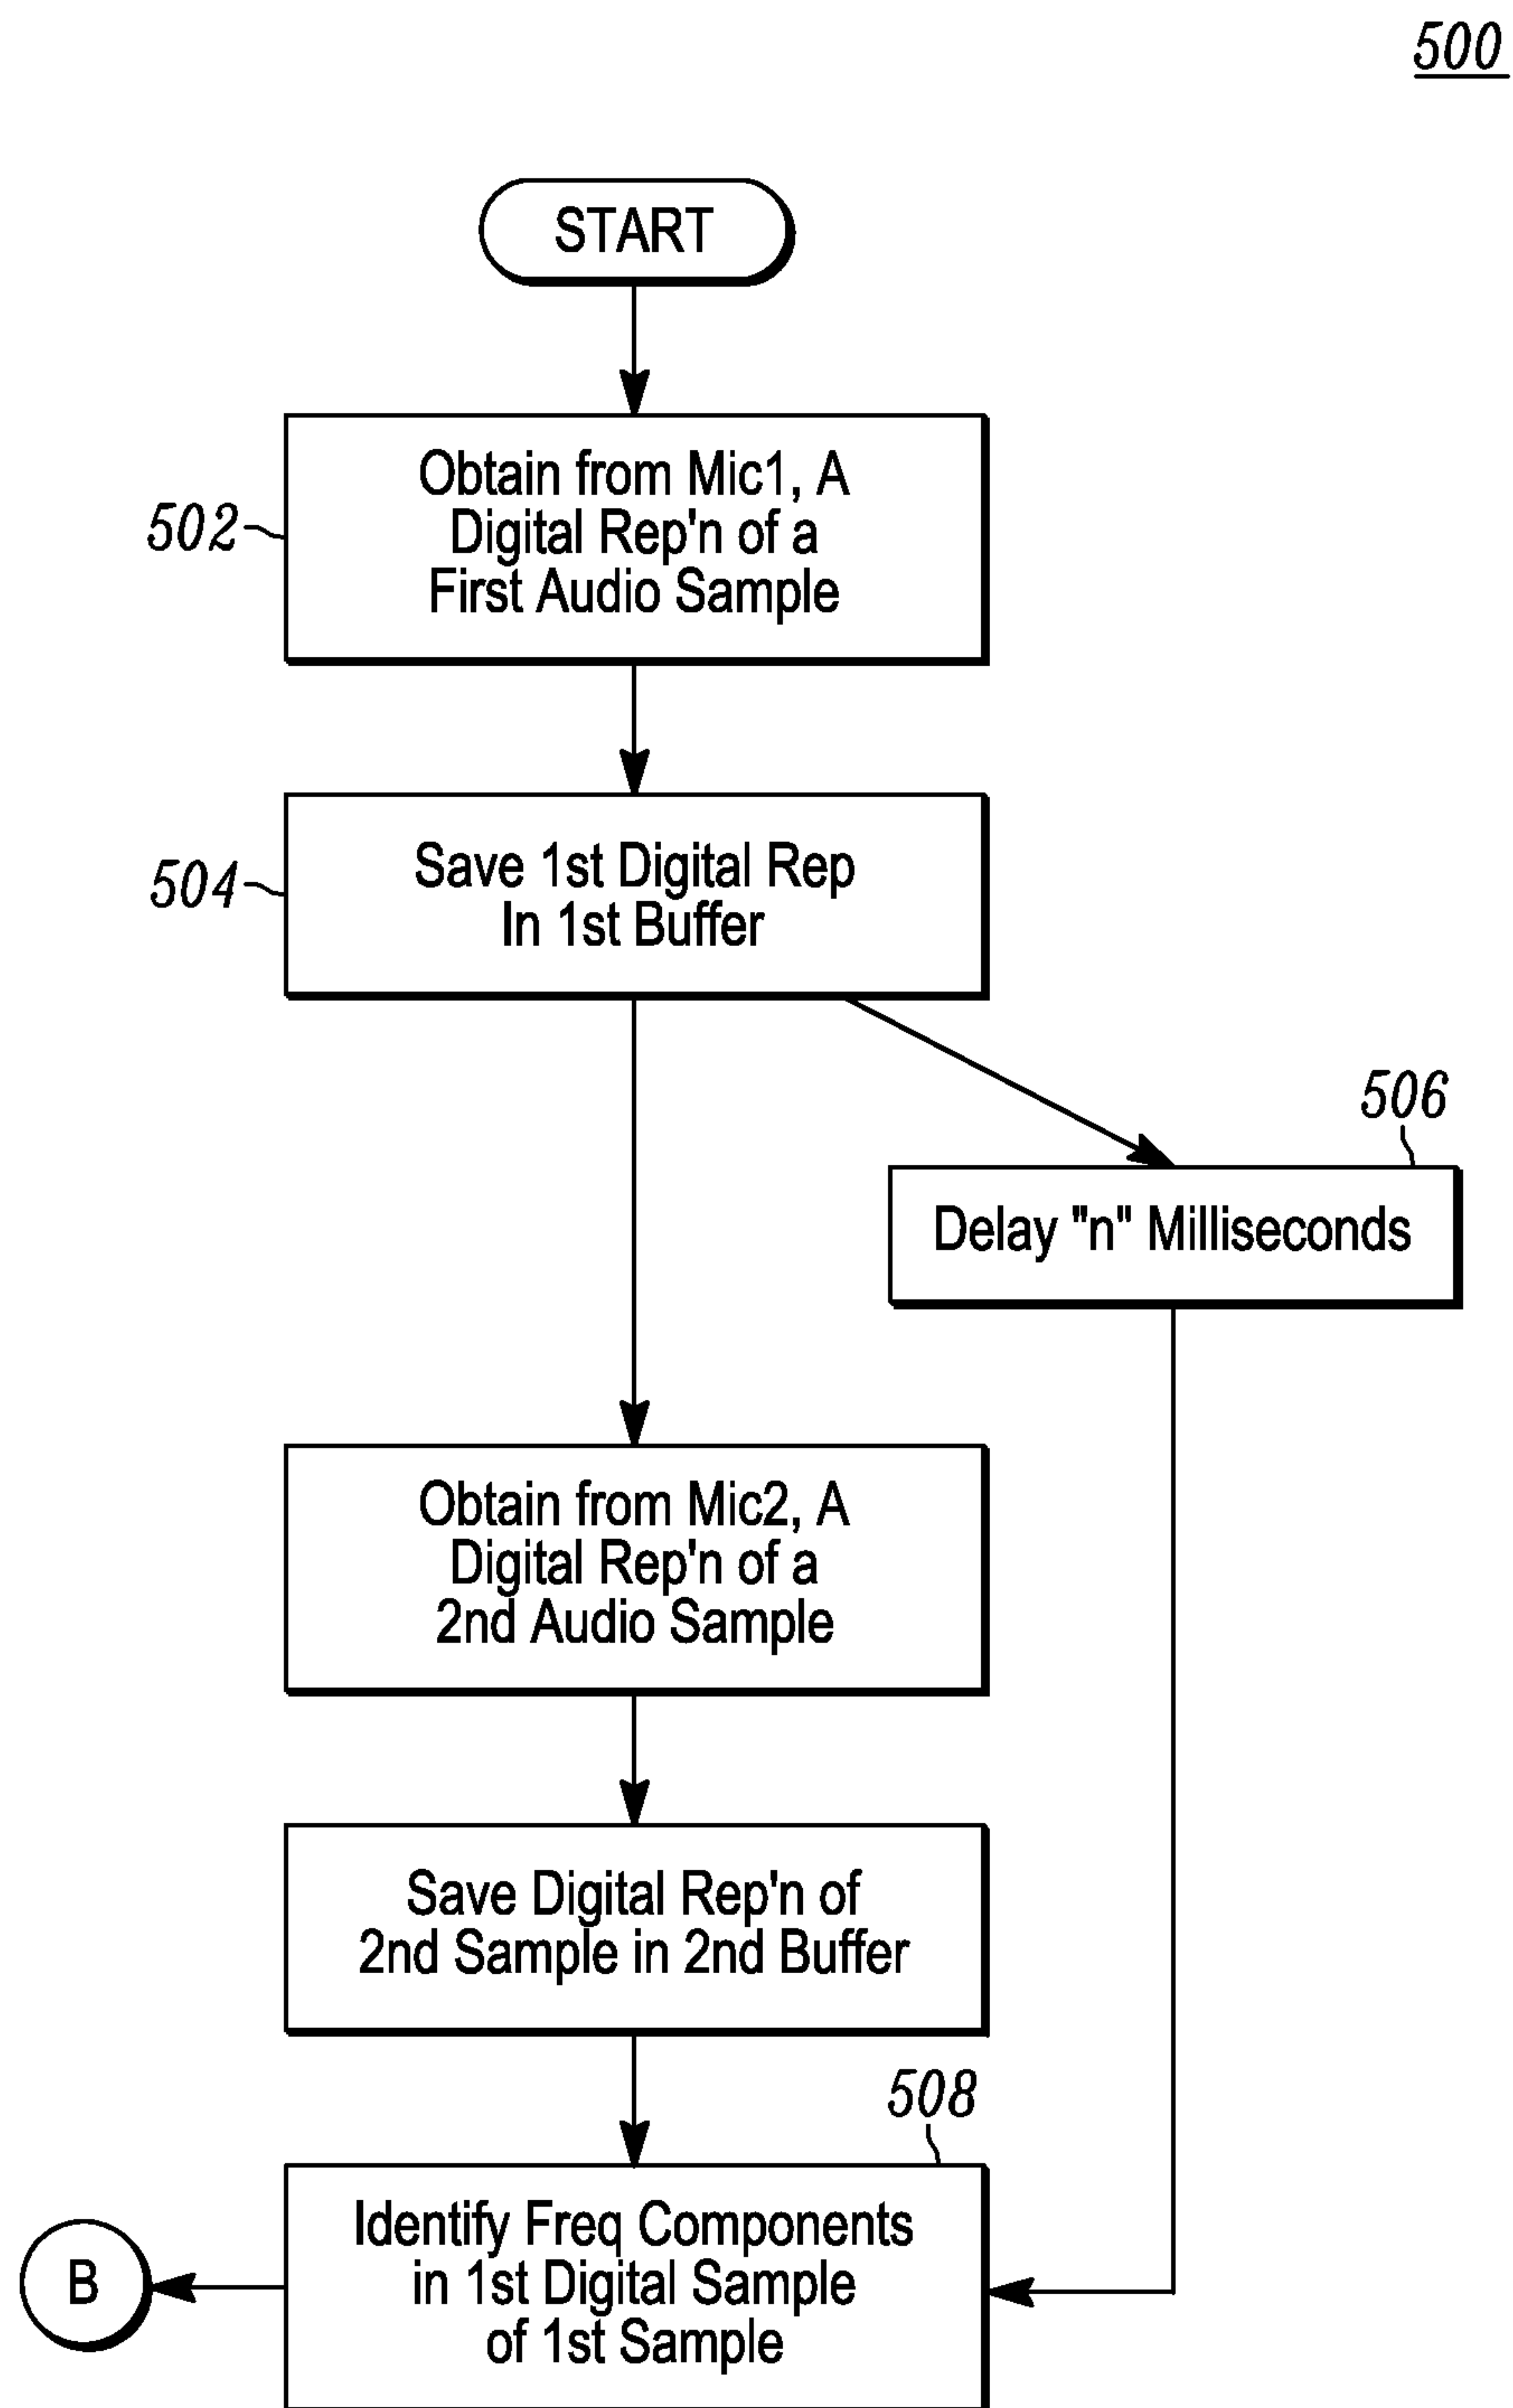 500
START
502
Obtain from Mic1, A
Digital Rep'n of a
First Audio Sample
504
Save 1st Digital Rep
In 1st Buffer
506
Delay "n" Milliseconds
Obtain from Mic2, A
Digital Rep'n of a
2nd Audio Sample
Save Digital Rep'n of
2nd Sample in 2nd Buffer
508
Identify Freq Components
in 1st Digital Sample
of 1st Sample
B